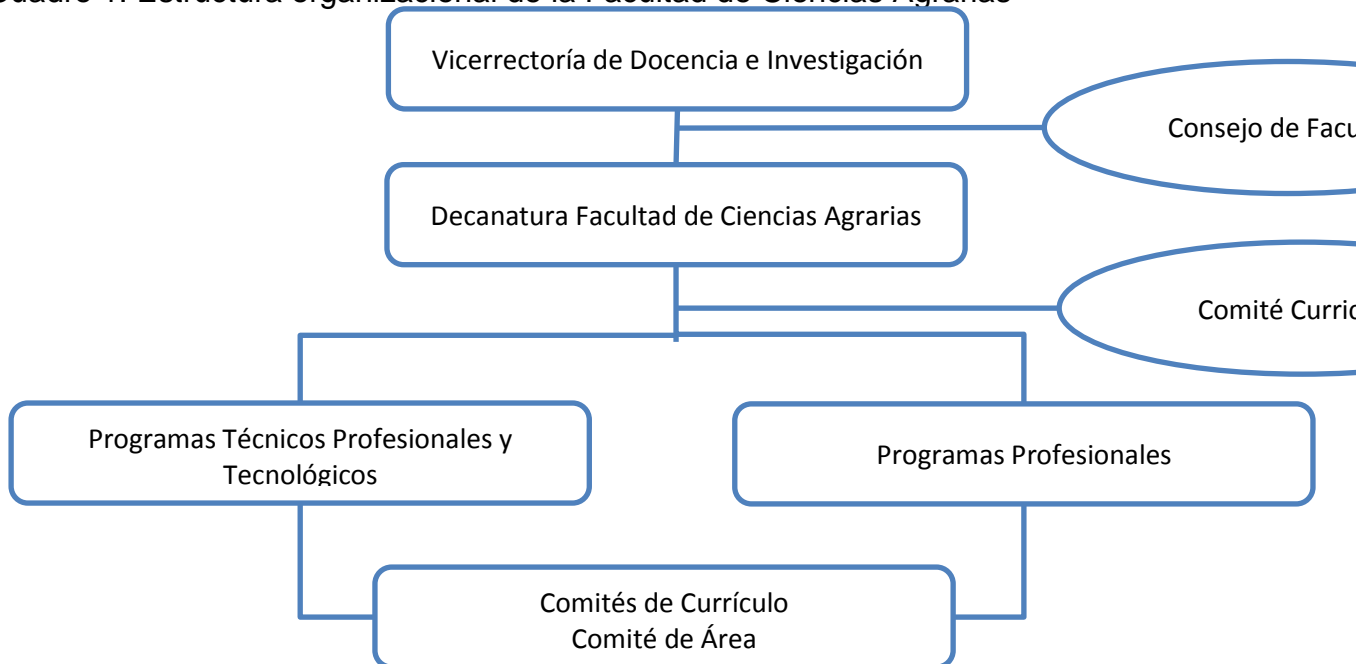 1. Estructura organizacional de la Facultad de Ciencias Agrarias
Vicerrectoría de Docencia e Investigación
Consejo de
Decanatura Facultad de Ciencias Agrarias
Comité
Programas Técnicos Profesionales y
Tecnológicos
Programas Profesionales
Comités de Currículo
Comité de Área